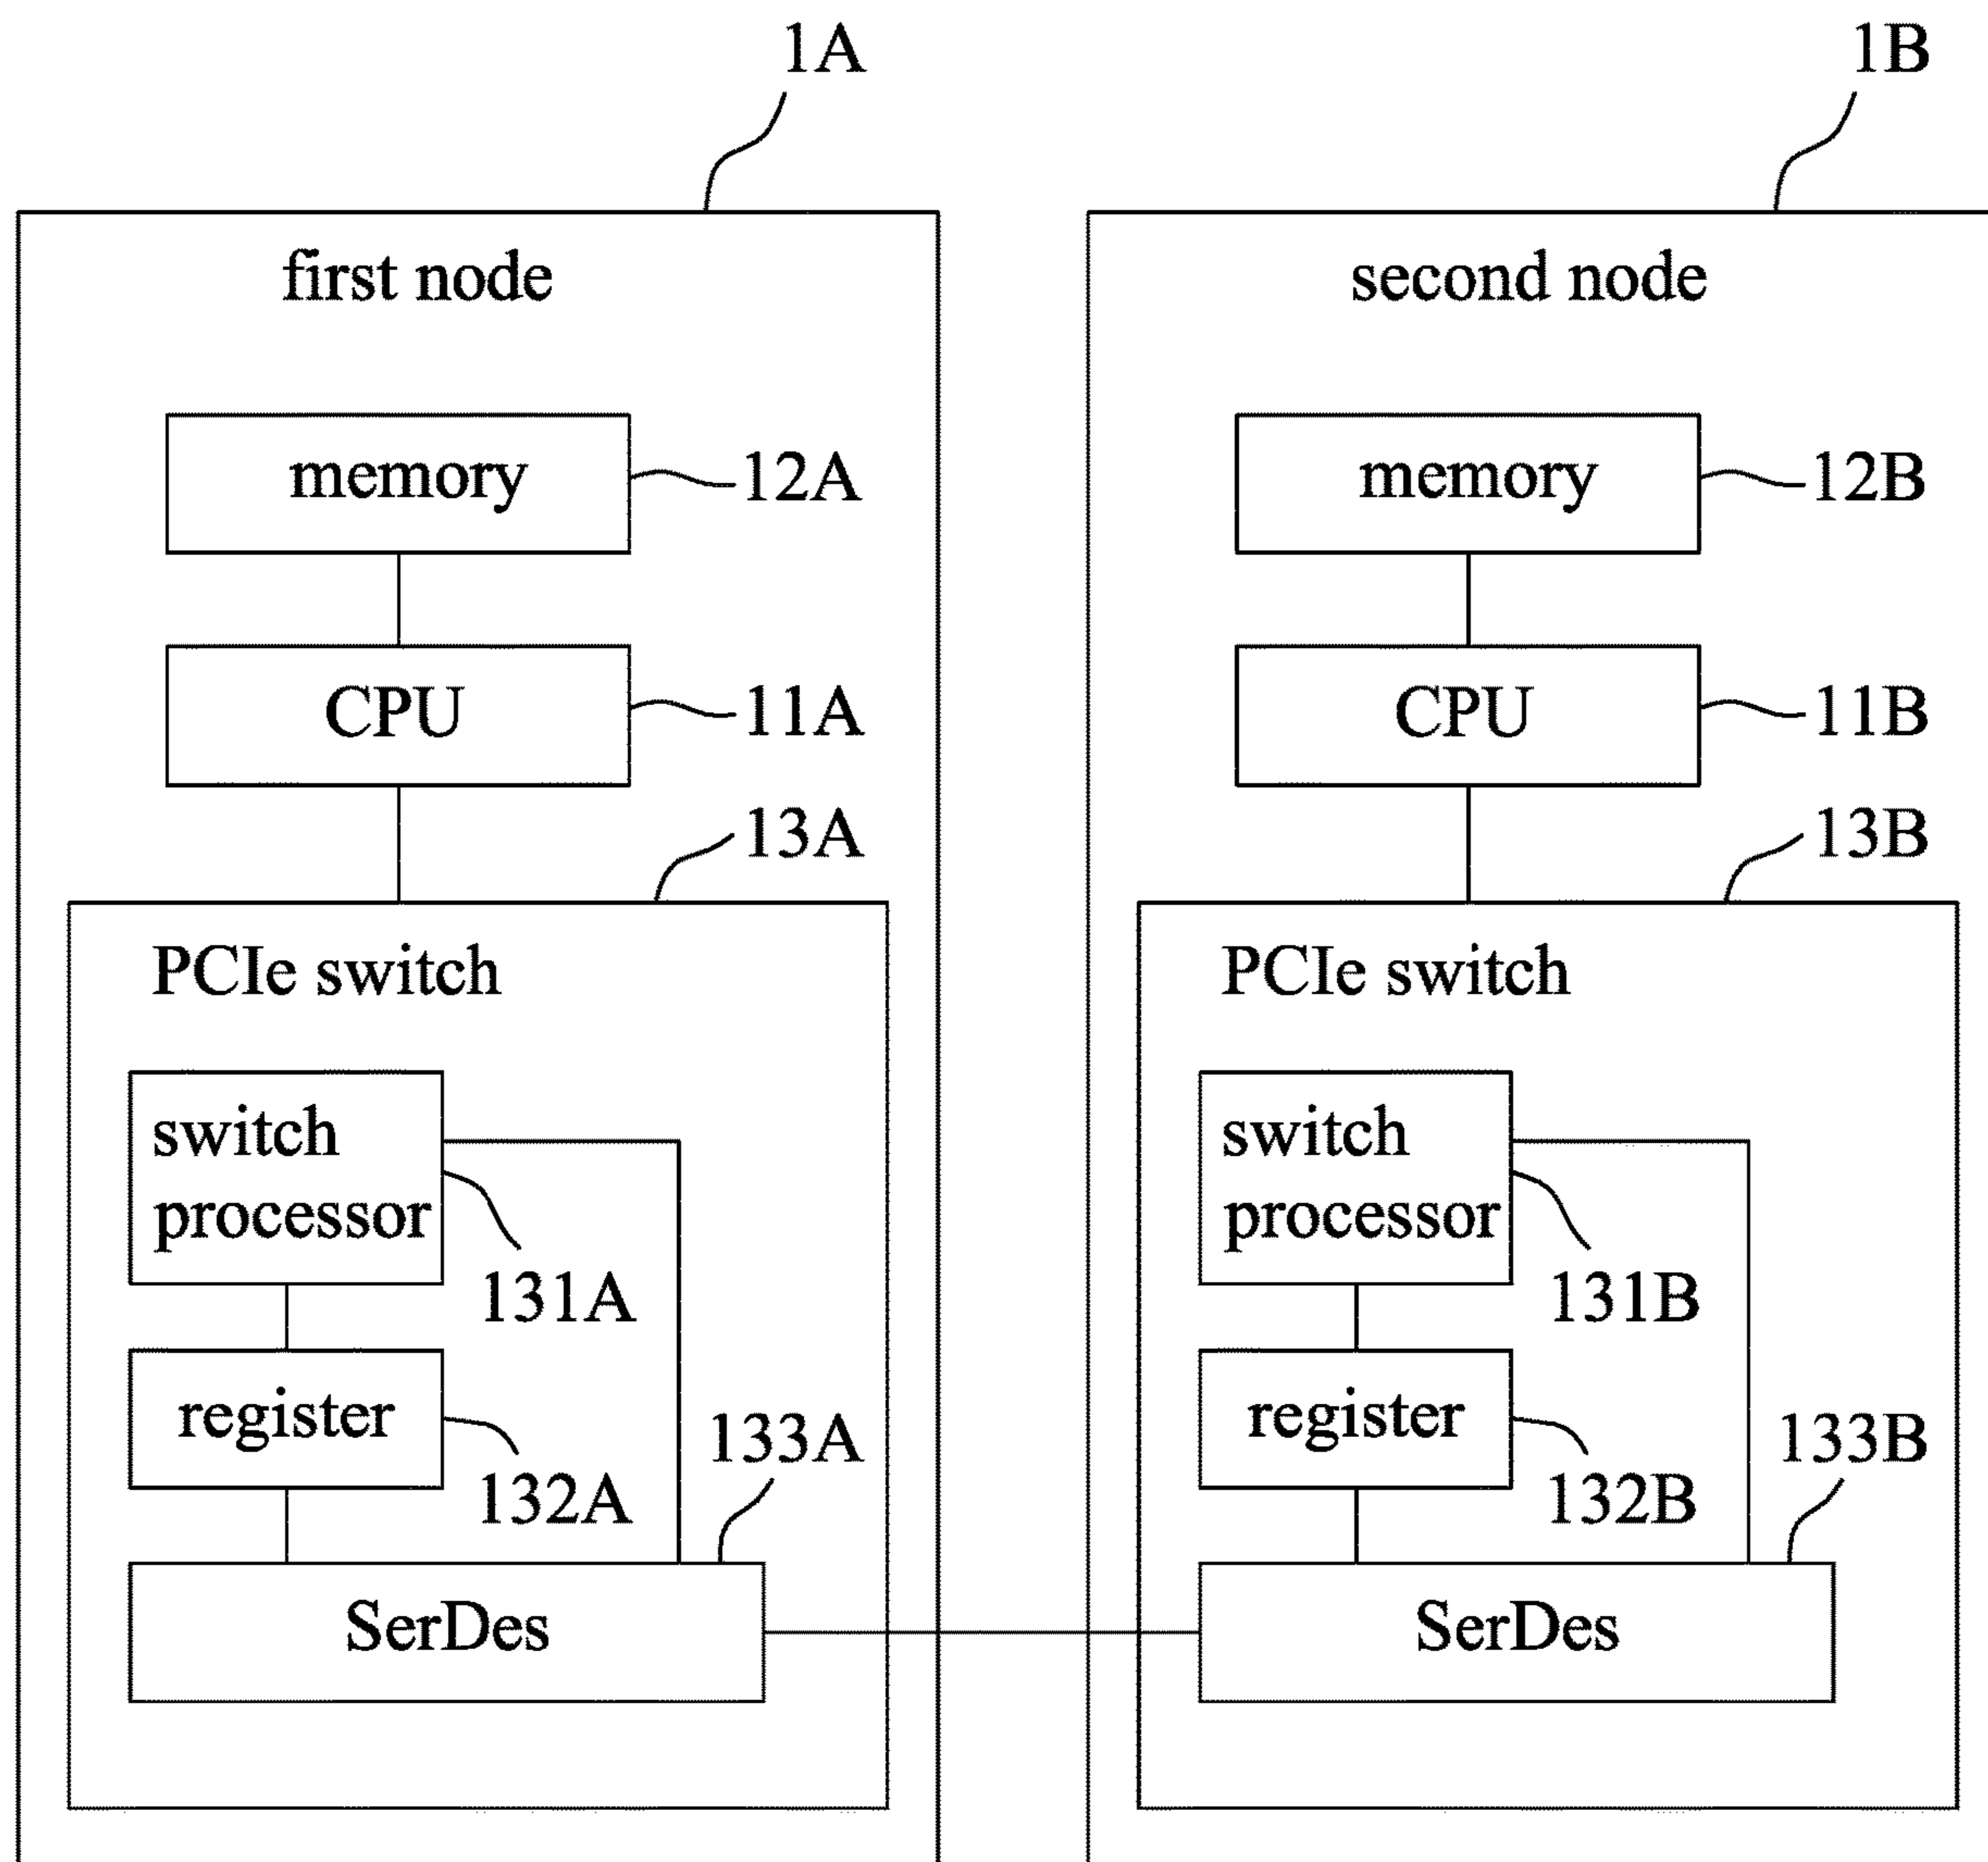 1A
1B
first node
second node
memory
12A
memory
12B
CPU
11A
CPU
11B
13A
13B
PCIe switch
PCIe switch
switch
processor
131A
switch
processor
131B
register
132A
133A
register
132B
133B
SerDes
SerDes